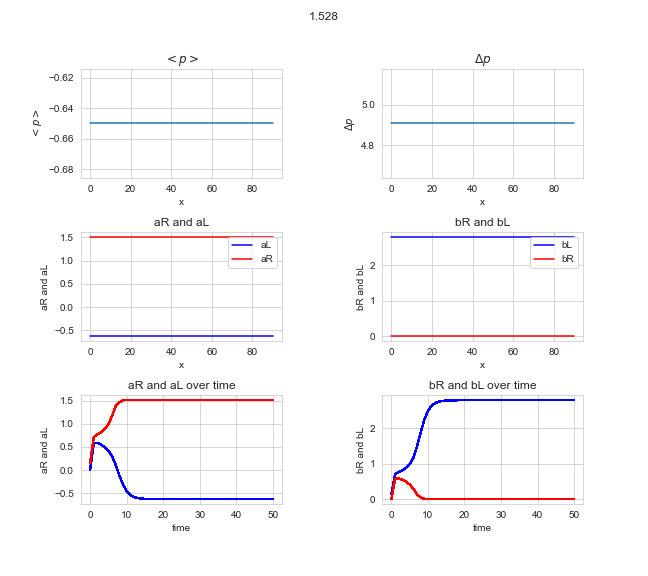 1.528
< p >
−0.62
−0.64
−0.66
−0.68
< p >
0 20 40 60 80
x
Δp
5.0
4.8
Δp
0 20 40 60 80
x
aR and aL
1.5
1.0
0.5
0.0
−0.5
aR and aL
aL
aR
0 20 40 60 80
x
bR and bL
2
1
0
bR and bL
bL
bR
0 20 40 60 80
x
aR and aL over time
1.5
1.0
0.5
0.0
−0.5
aR and aL
0 10 20 30 40 50
time
bR and bL over time
2
1
0
bR and bL
0 10 20 30 40 50
time